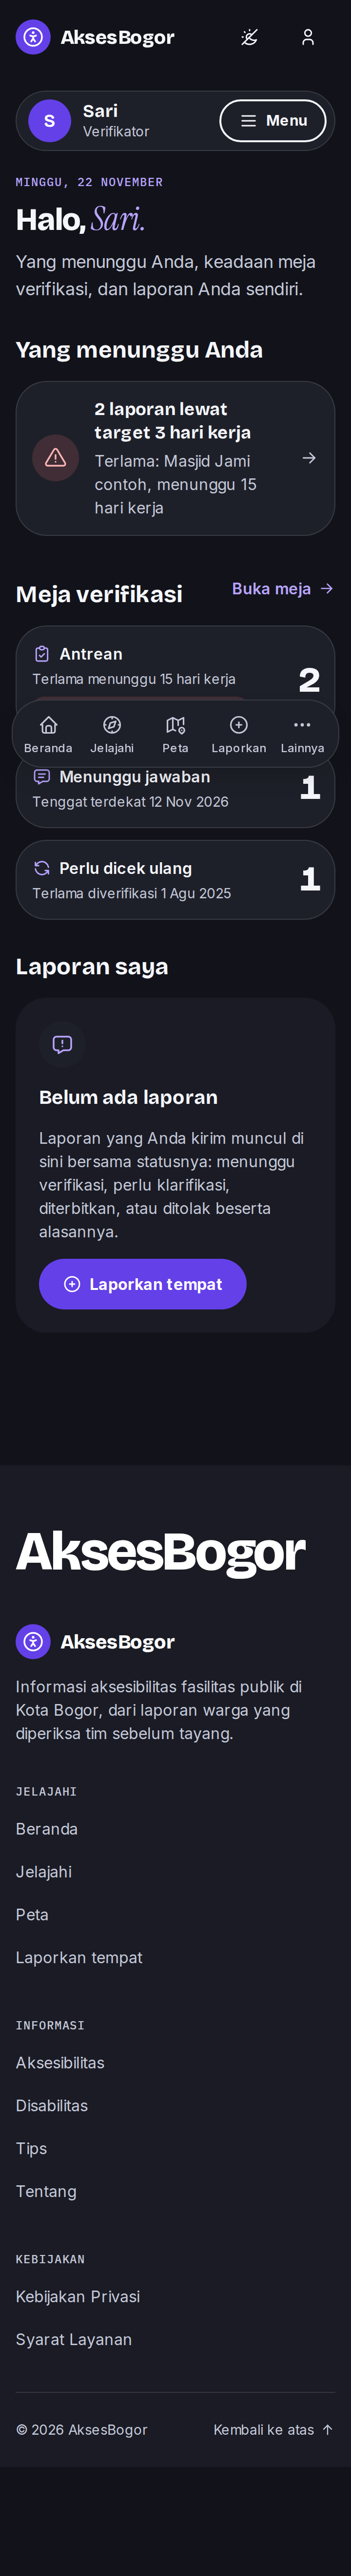 AksesBogor
S
Sari
Verifikator
Menu
MINGGU, 22 NOVEMBER
Halo, Sari.
Yang menunggu Anda, keadaan meja
verifikasi, dan laporan Anda sendiri.
Yang menunggu Anda
2 laporan lewat
target 3 hari kerja
Terlama: Masjid Jami
contoh, menunggu 15
hari kerja
Meja verifikasi
Buka meja
Antrean
Terlama menunggu 15 hari kerja
2
Beranda
Jelajahi
Peta
Laporkan
Lainnya
Menunggu jawaban
Tenggat terdekat 12 Nov 2026
1
Perlu dicek ulang
Terlama diverifikasi 1 Agu 2025
1
Laporan saya
Belum ada laporan
Laporan yang Anda kirim muncul di
sini bersama statusnya: menunggu
verifikasi, perlu klarifikasi,
diterbitkan, atau ditolak beserta
alasannya.
Laporkan tempat
AksesBogor
AksesBogor
Informasi aksesibilitas fasilitas publik di
Kota Bogor, dari laporan warga yang
diperiksa tim sebelum tayang.
JELAJAHI
Beranda
Jelajahi
Peta
Laporkan tempat
INFORMASI
Aksesibilitas
Disabilitas
Tips
Tentang
KEBIJAKAN
Kebijakan Privasi
Syarat Layanan
© 2026 AksesBogor
Kembali ke atas